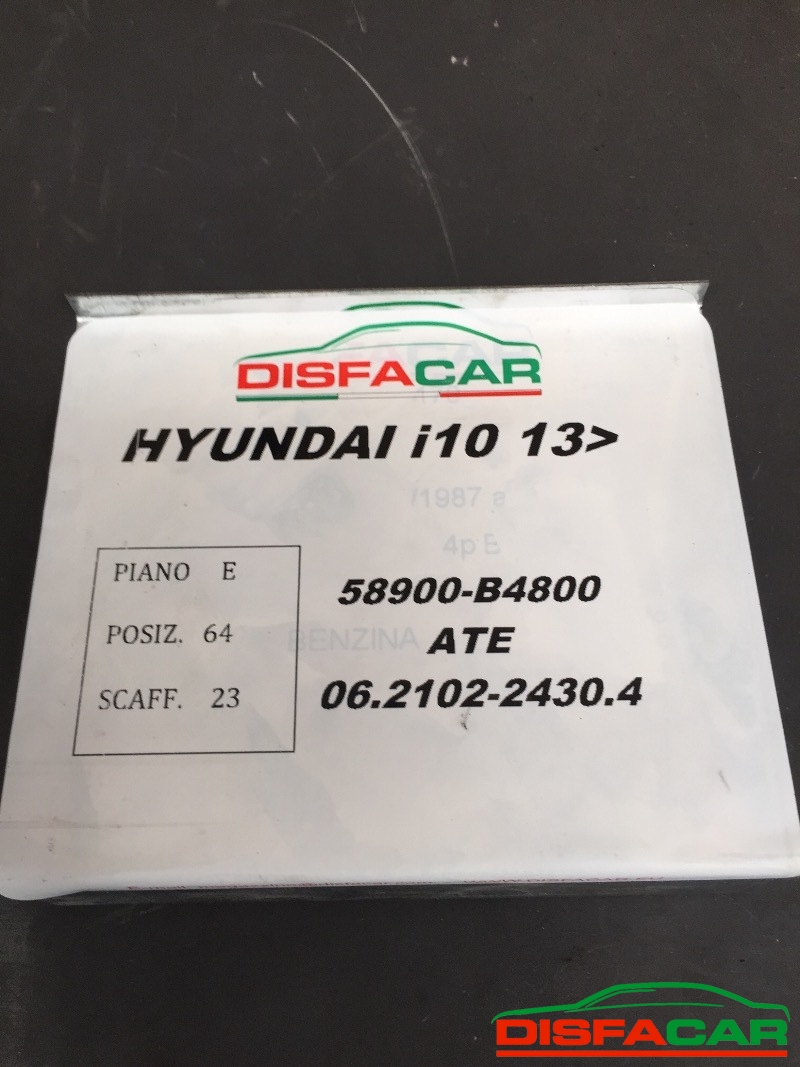 DISFACAR
HYUNDAI i10 13>
/1987 a
4p B
PIANO E
58900-B4800
POSIZ. 64
BENZINA
ATE
SCAFF. 23
06.2102-2430.4
DISFACAR